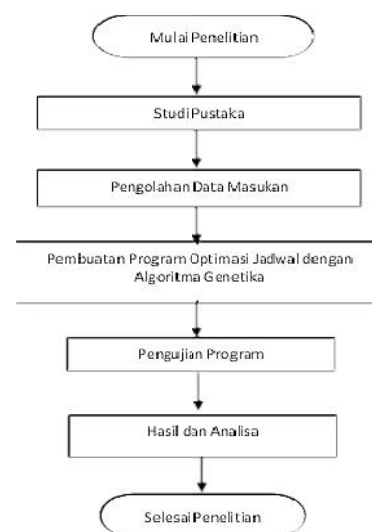 Mulai Penelitian
Studi Pustaka
Pengolahan Data Masukan
Pembuatan Program Optimasi Jadwal dengan
Algoritma Genetika
Pengujian Program
Hasil dan Analisa
Selesai Penelitian